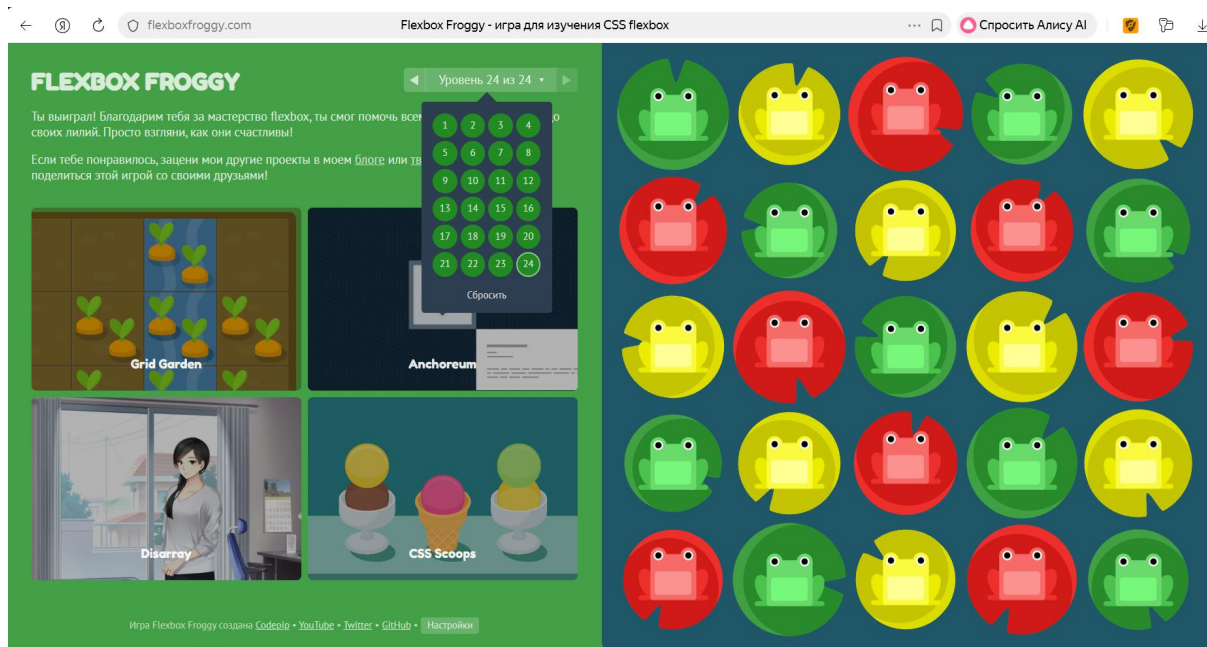 flexboxfroggy.com
Flexbox Froggy - игра для изучения CSS flexbox
Спросить Алису AI
FLEXBOX FROGGY
Уровень 24 из 24
Ты выиграл! Благодарим тебя за мастерство flexbox, ты смог помочь всем
своих лилий. Просто взгляни, как они счастливы!
Если тебе понравилось, зацени мои другие проекты в моем блоге или
поделиться этой игрой со своими друзьями!
1 2 3 4
5 6 7 8
9 10 11 12
13 14 15 16
17 18 19 20
21 22 23 24
Сбросить
Grid Garden
Anchoreum
Disarray
CSS Scoops
Игра Flexbox Froggy создана Codepip • YouTube • Twitter • GitHub • Настройки